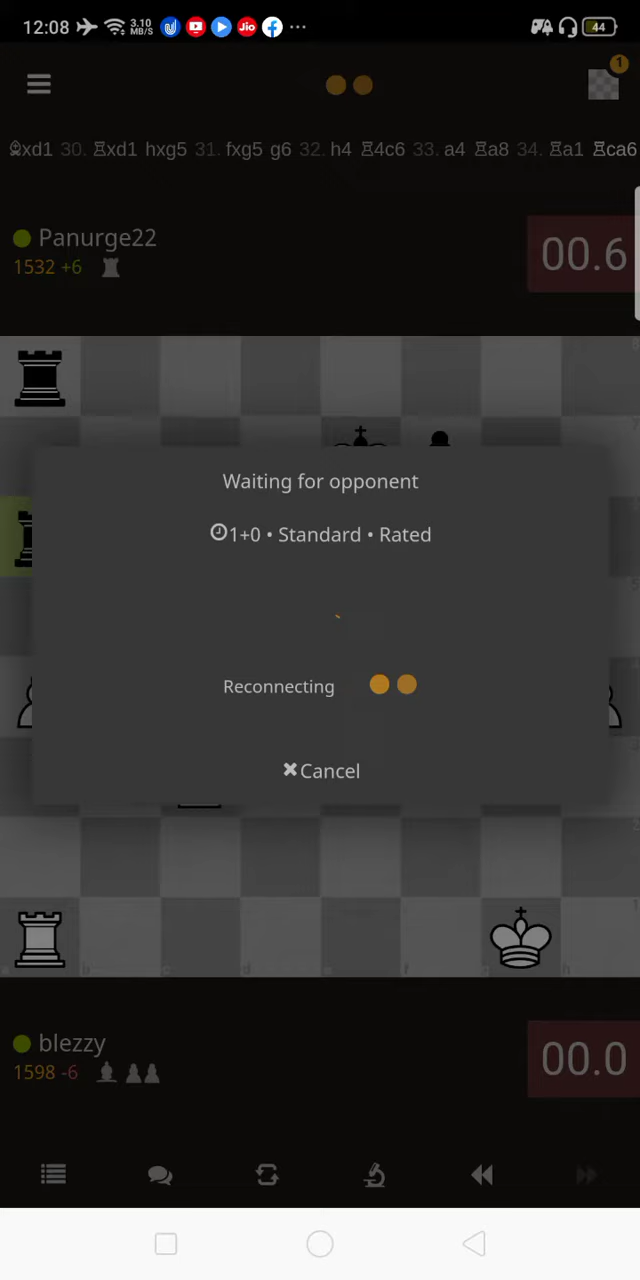 12:08 3.10 MB/S Jio 44
1
♗xd1 30. ♖xd1 hxg5 31. fxg5 g6 32. h4 ♖4c6 33. a4 ♖a8 34. ♖a1 ♖ca6
Panurge22
1532 +6
00.6
Waiting for opponent
1+0 • Standard • Rated
Reconnecting
✖Cancel
blezzy
1598 -6
00.0